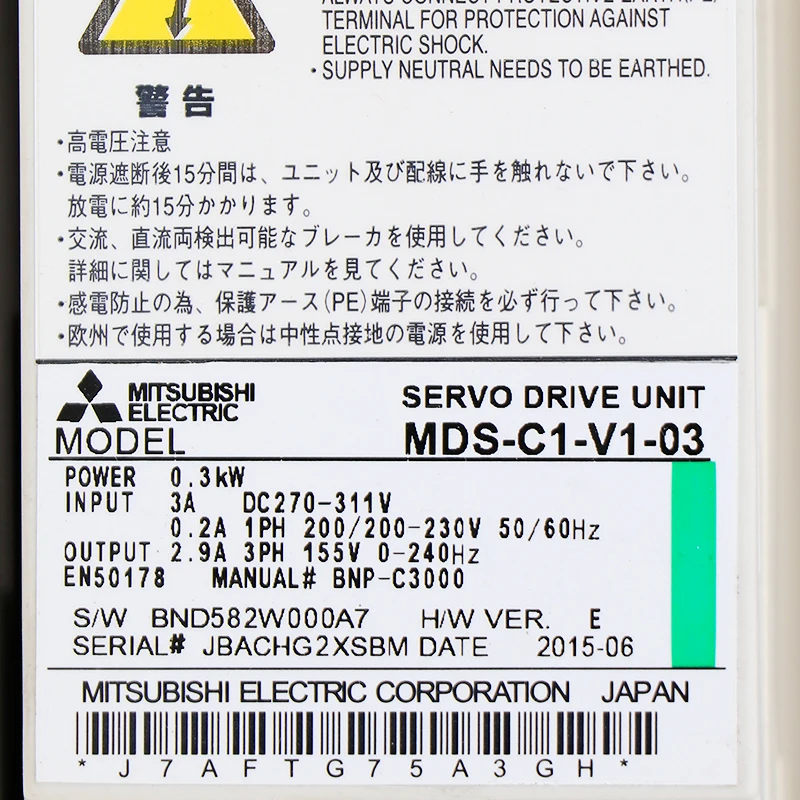 ALWAYS CONNECT PROTECTIVE EARTH (PE)
TERMINAL FOR PROTECTION AGAINST
ELECTRIC SHOCK.
・SUPPLY NEUTRAL NEEDS TO BE EARTHED.
警告
・高電圧注意
・電源遮断後15分間は、ユニット及び配線に手を触れないで下さい。
放電に約15分かかります。
・交流、直流両検出可能なブレーカを使用してください。
詳細に関してはマニュアルを見てください。
・感電防止の為、保護アース(PE)端子の接続を必ず行って下さい。
・欧州で使用する場合は中性点接地の電源を使用して下さい。
MITSUBISHI
ELECTRIC
SERVO DRIVE UNIT
MODEL MDS-C1-V1-03
POWER 0.3kW
INPUT 3A DC270-311V
0.2A 1PH 200/200-230V 50/60Hz
OUTPUT 2.9A 3PH 155V 0-240Hz
EN50178 MANUAL# BNP-C3000
S/W BND582W000A7 H/W VER. E
SERIAL# JBACHG2XSBM DATE 2015-06
MITSUBISHI ELECTRIC CORPORATION JAPAN
*J7AFTG75A3GH*